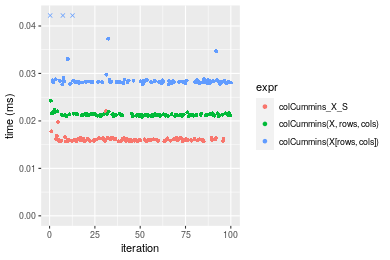 0.04
0.03
0.02
0.01
0.00
time (ms)
0
25
50
75
100
iteration
expr
colCummins_X_S
colCummins(X, rows, cols)
colCummins(X[rows, cols])